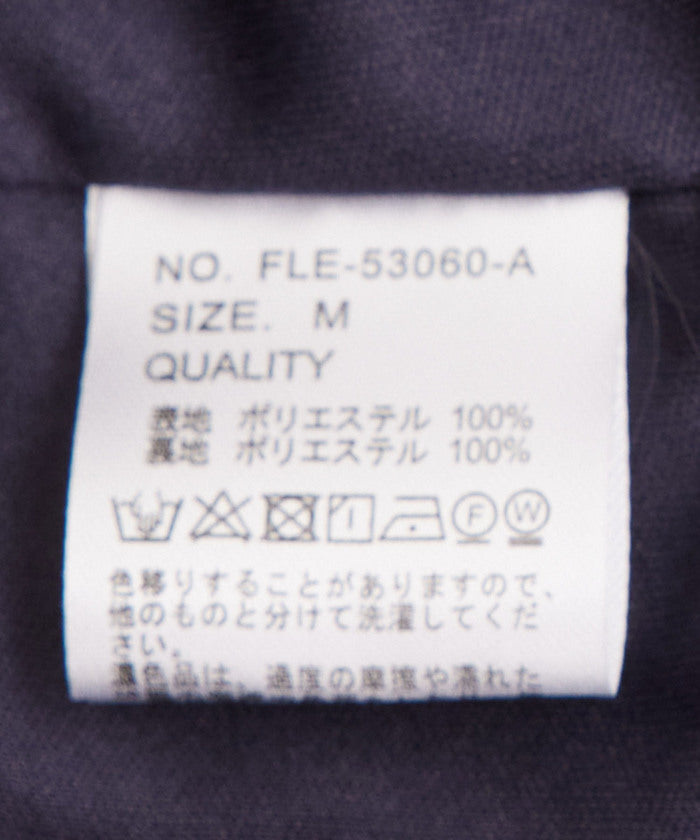 NO. FLE-53060-A
SIZE. M
QUALITY
表地 ポリエステル 100%
裏地 ポリエステル 100%
F W
色移りすることがありますので、
他のものと分けて洗濯してくだ
さい。
濃色品は、過度の摩擦や濡れた